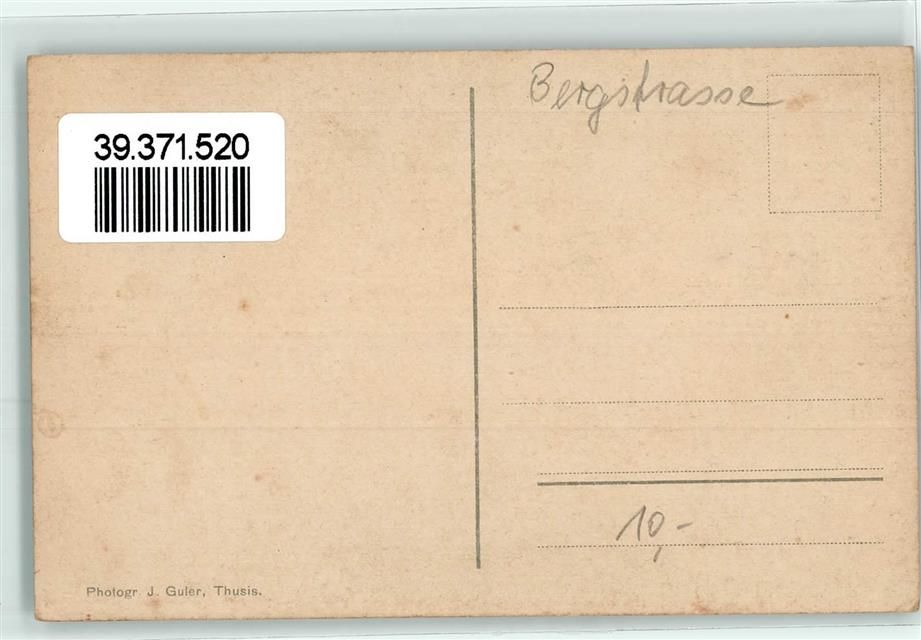 Bergstrasse
39.371.520
10,-
Photogr J. Guler, Thusis.